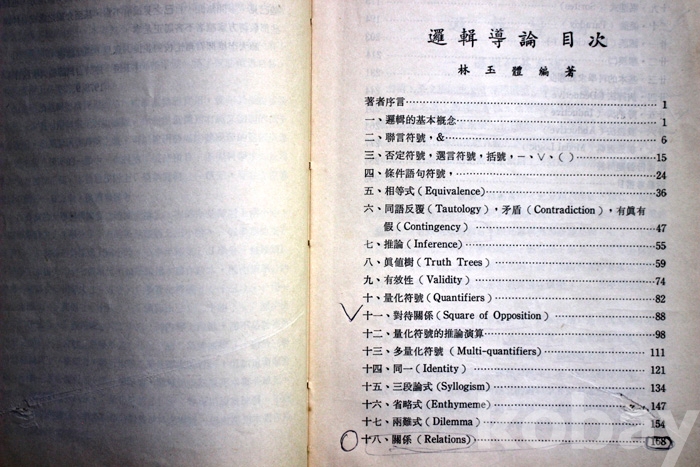 邏輯導論 目次
林玉體編著
著者序言……1
一、邏輯的基本概念……1
二、聯言符號，&……6
三、否定符號，選言符號，括號，－、∨、( )……15
四、條件語句符號，……24
五、相等式(Equivalence)……36
六、同語反覆(Tautology)，矛盾(Contradiction)，有眞有
假(Contingency)……47
七、推論(Inference)……55
八、眞值樹(Truth Trees)……59
九、有效性(Validity)……74
十、量化符號(Quantifiers)……82
十一、對待關係(Square of Opposition)……88
十二、量化符號的推論演算……98
十三、多量化符號(Multi-quantifiers)……111
十四、同一(Identity)……121
十五、三段論式(Syllogism)……134
十六、省略式(Enthymeme)……147
十七、兩難式(Dilemma)……154
十八、關係(Relations)……168